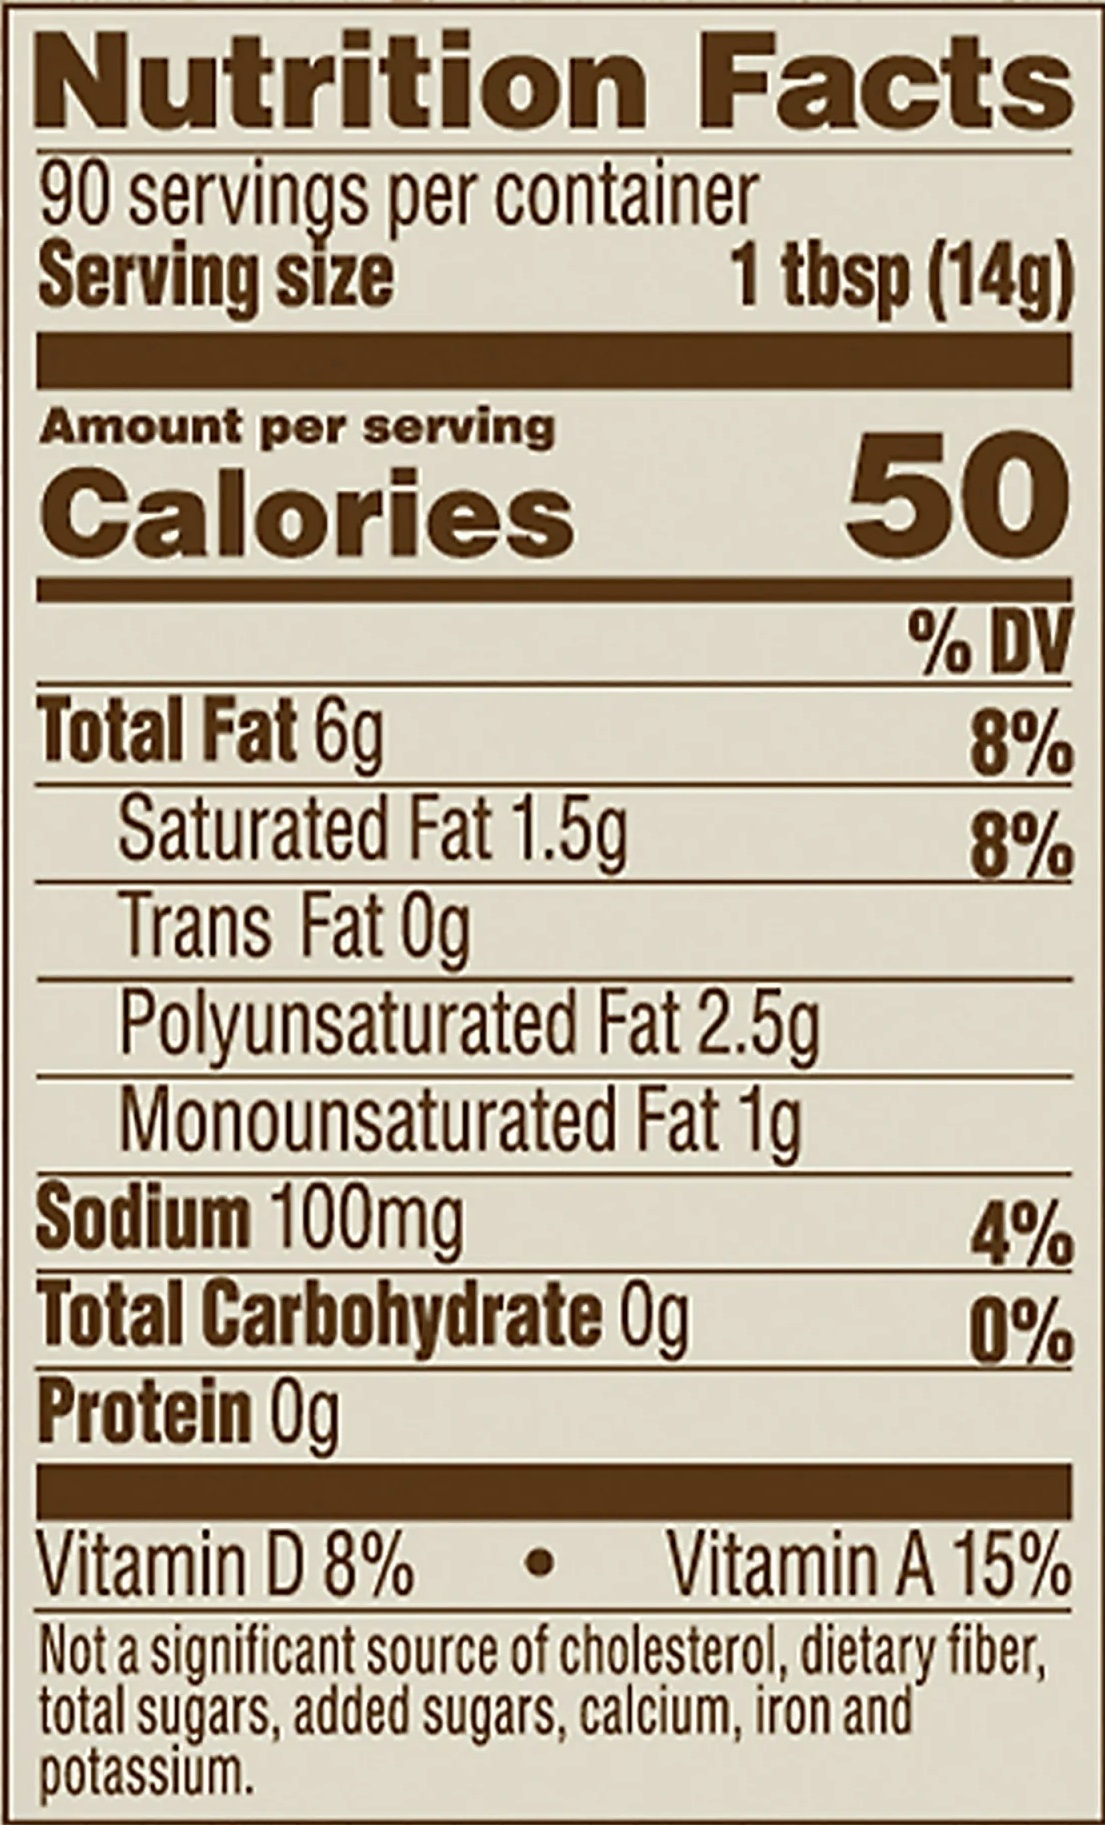 Nutrition Facts
90 servings per container
Serving size 1 tbsp (14g)
Amount per serving
Calories 50
% DV
Total Fat 6g 8%
Saturated Fat 1.5g 8%
Trans Fat 0g
Polyunsaturated Fat 2.5g
Monounsaturated Fat 1g
Sodium 100mg 4%
Total Carbohydrate 0g 0%
Protein 0g
Vitamin D 8% • Vitamin A 15%
Not a significant source of cholesterol, dietary fiber,
total sugars, added sugars, calcium, iron and
potassium.